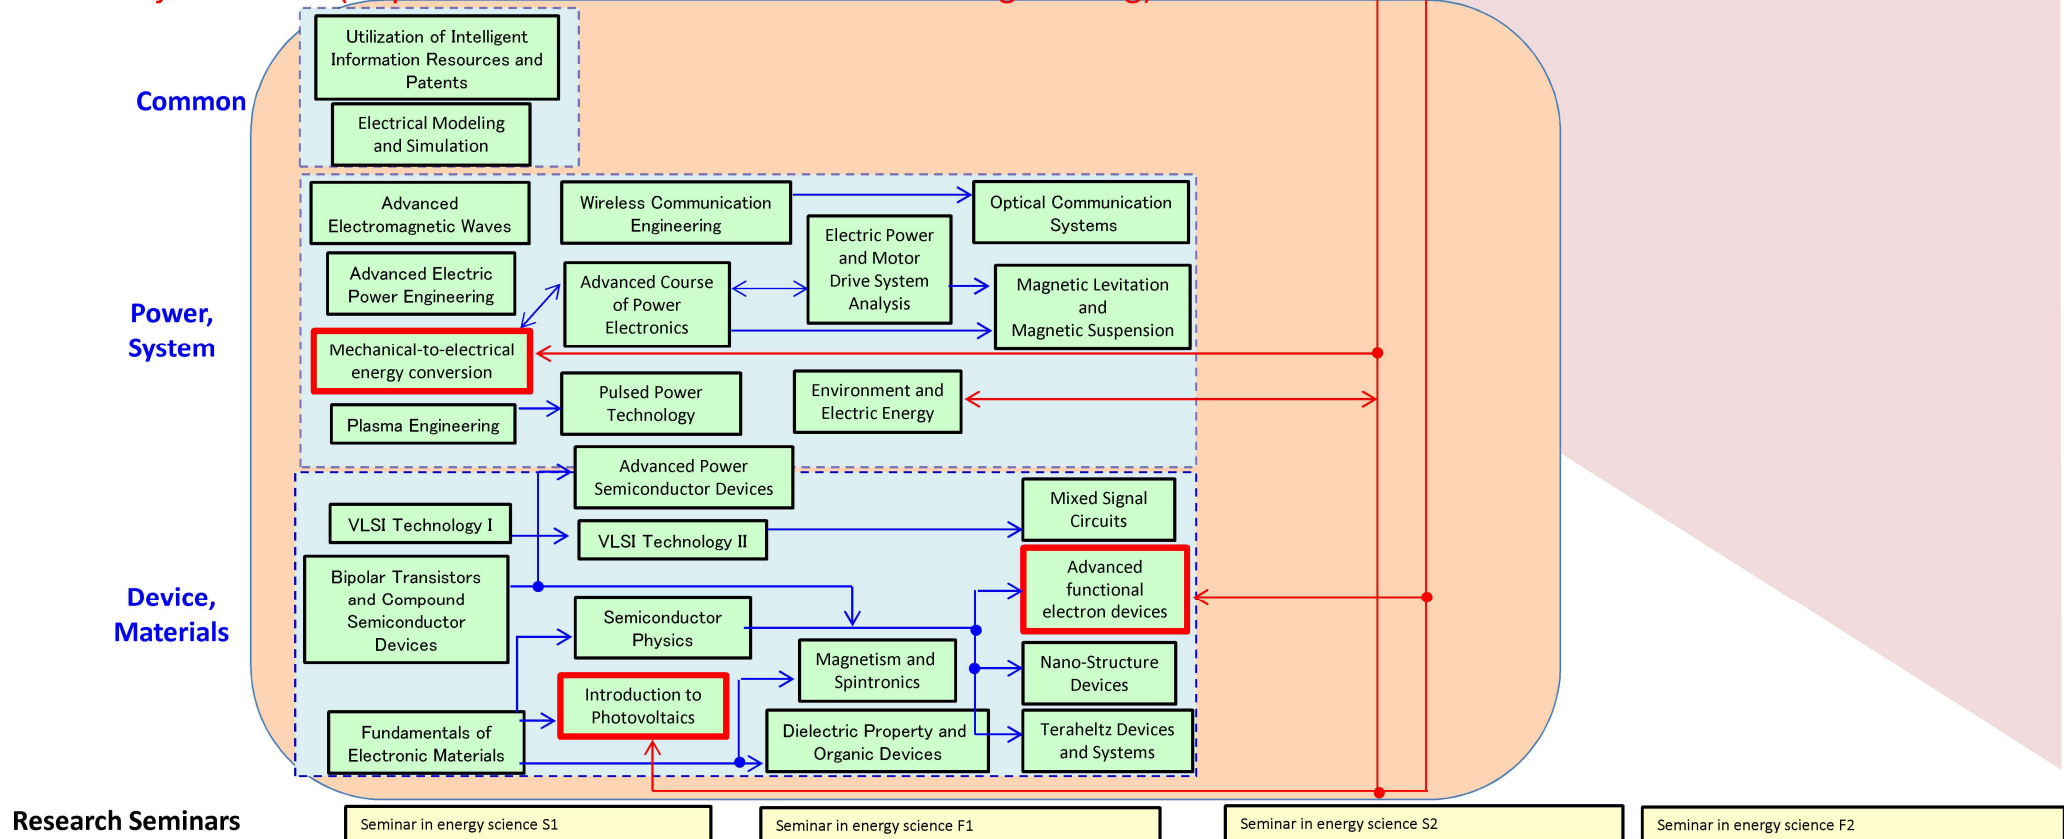 Common
Utilization of Intelligent
Information Resources and
Patents
Electrical Modeling
and Simulation
Power,
System
Advanced
Electromagnetic Waves
Wireless Communication
Engineering
Optical Communication
Systems
Advanced Electric
Power Engineering
Advanced Course
of Power
Electronics
Electric Power
and Motor
Drive System
Analysis
Magnetic Levitation
and
Magnetic Suspension
Mechanical-to-electrical
energy conversion
Plasma Engineering
Pulsed Power
Technology
Environment and
Electric Energy
Device,
Materials
Advanced Power
Semiconductor Devices
VLSI Technology I
VLSI Technology II
Mixed Signal
Circuits
Bipolar Transistors
and Compound
Semiconductor
Devices
Semiconductor
Physics
Advanced
functional
electron devices
Introduction to
Photovoltaics
Magnetism and
Spintronics
Nano-Structure
Devices
Fundamentals of
Electronic Materials
Dielectric Property and
Organic Devices
Teraheltz Devices
and Systems
Research Seminars
Seminar in energy science S1
Seminar in energy science F1
Seminar in energy science S2
Seminar in energy science F2